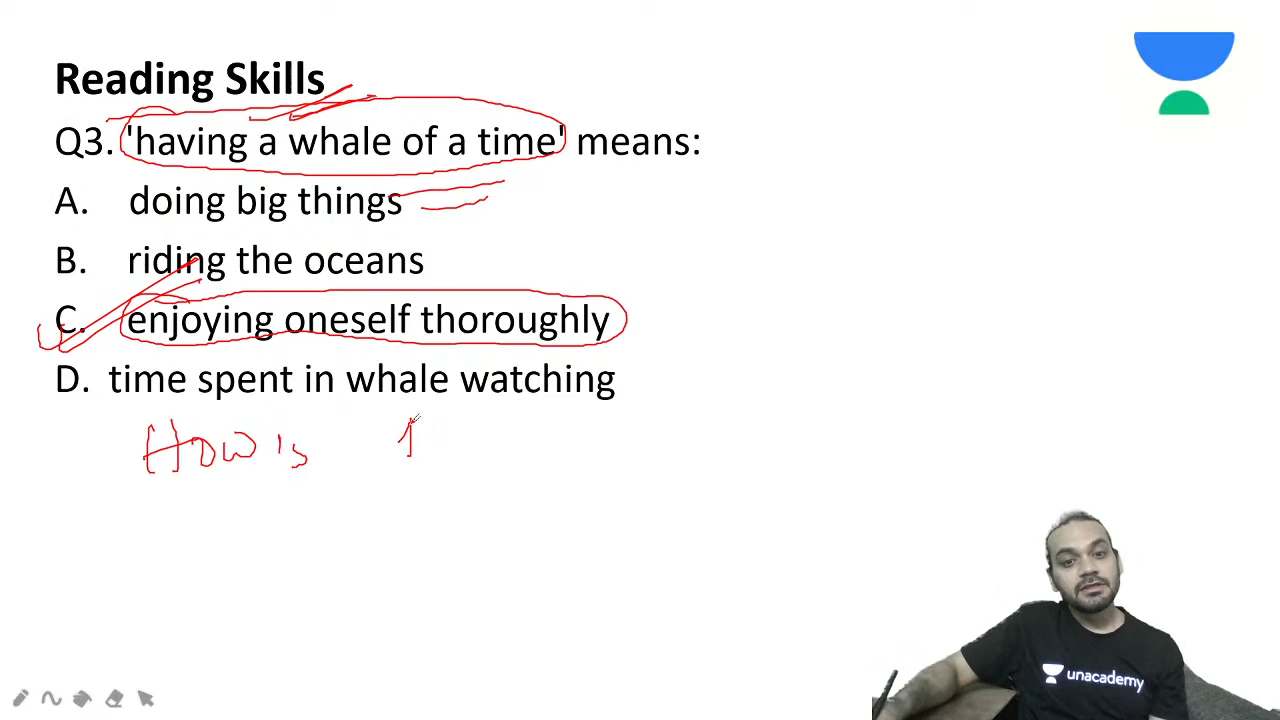 Reading Skills
Q3. 'having a whale of a time' means:
A. doing big things
B. riding the oceans
C. enjoying oneself thoroughly
D. time spent in whale watching
How is
unacademy